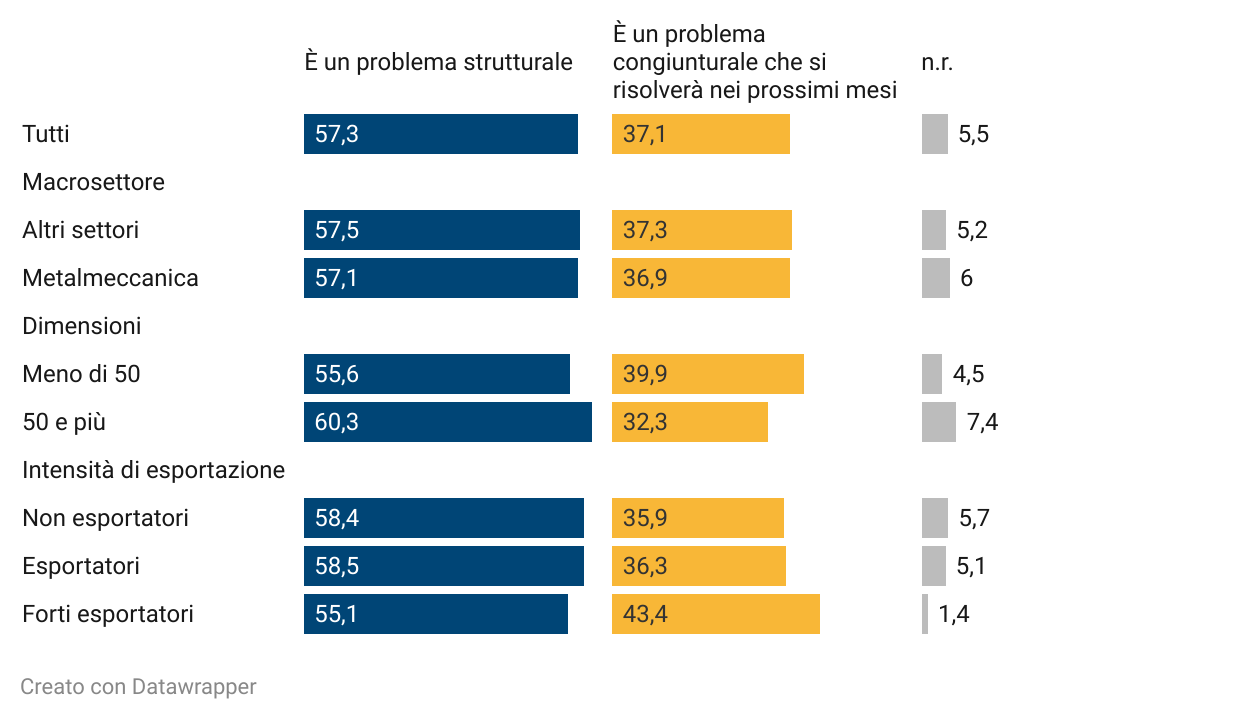 È un problema strutturale
È un problema
congiunturale che si
risolverà nei prossimi mesi
n.r.
Tutti 57,3 37,1 5,5
Macrosettore
Altri settori 57,5 37,3 5,2
Metalmeccanica 57,1 36,9 6
Dimensioni
Meno di 50 55,6 39,9 4,5
50 e più 60,3 32,3 7,4
Intensità di esportazione
Non esportatori 58,4 35,9 5,7
Esportatori 58,5 36,3 5,1
Forti esportatori 55,1 43,4 1,4
Creato con Datawrapper